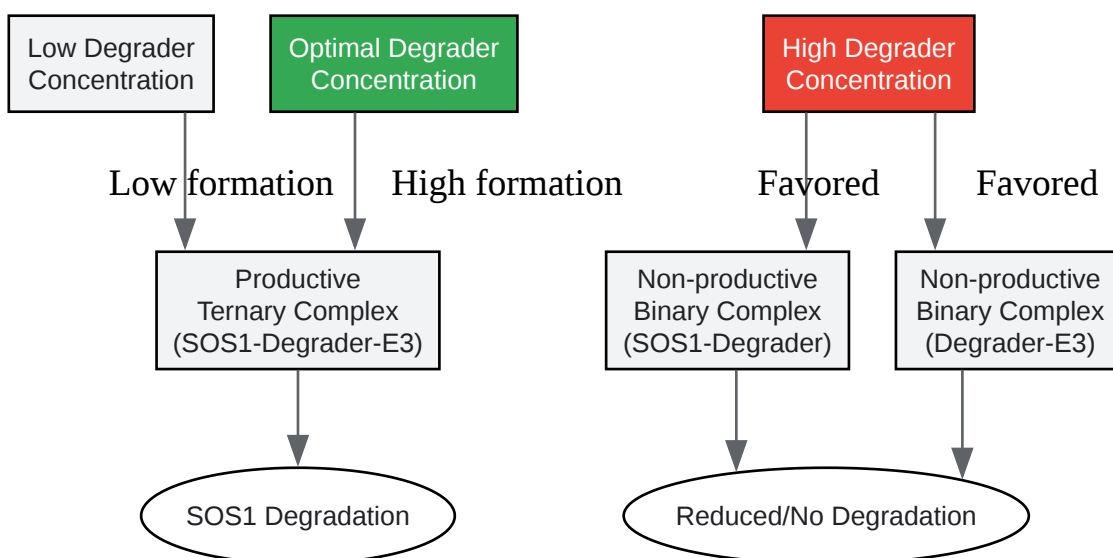 Low Degrader
Concentration
Optimal Degrader
Concentration
High Degrader
Concentration
Low formation
High formation
Favored
Favored
Productive
Ternary Complex
(SOS1-Degrader-E3)
Non-productive
Binary Complex
(SOS1-Degrader)
Non-productive
Binary Complex
(Degrader-E3)
SOS1 Degradation
Reduced/No Degradation